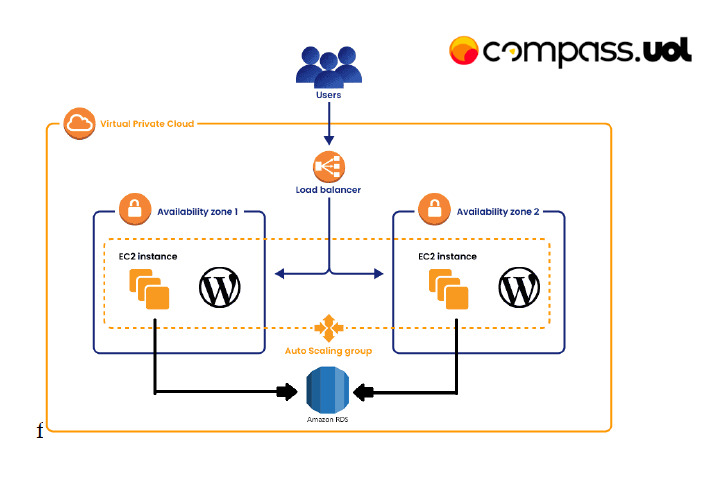 compass.uol
Users
Virtual Private Cloud
Load balancer
Availability zone 1
Availability zone 2
EC2 instance
EC2 instance
W
W
Auto Scaling group
Amazon RDS
f